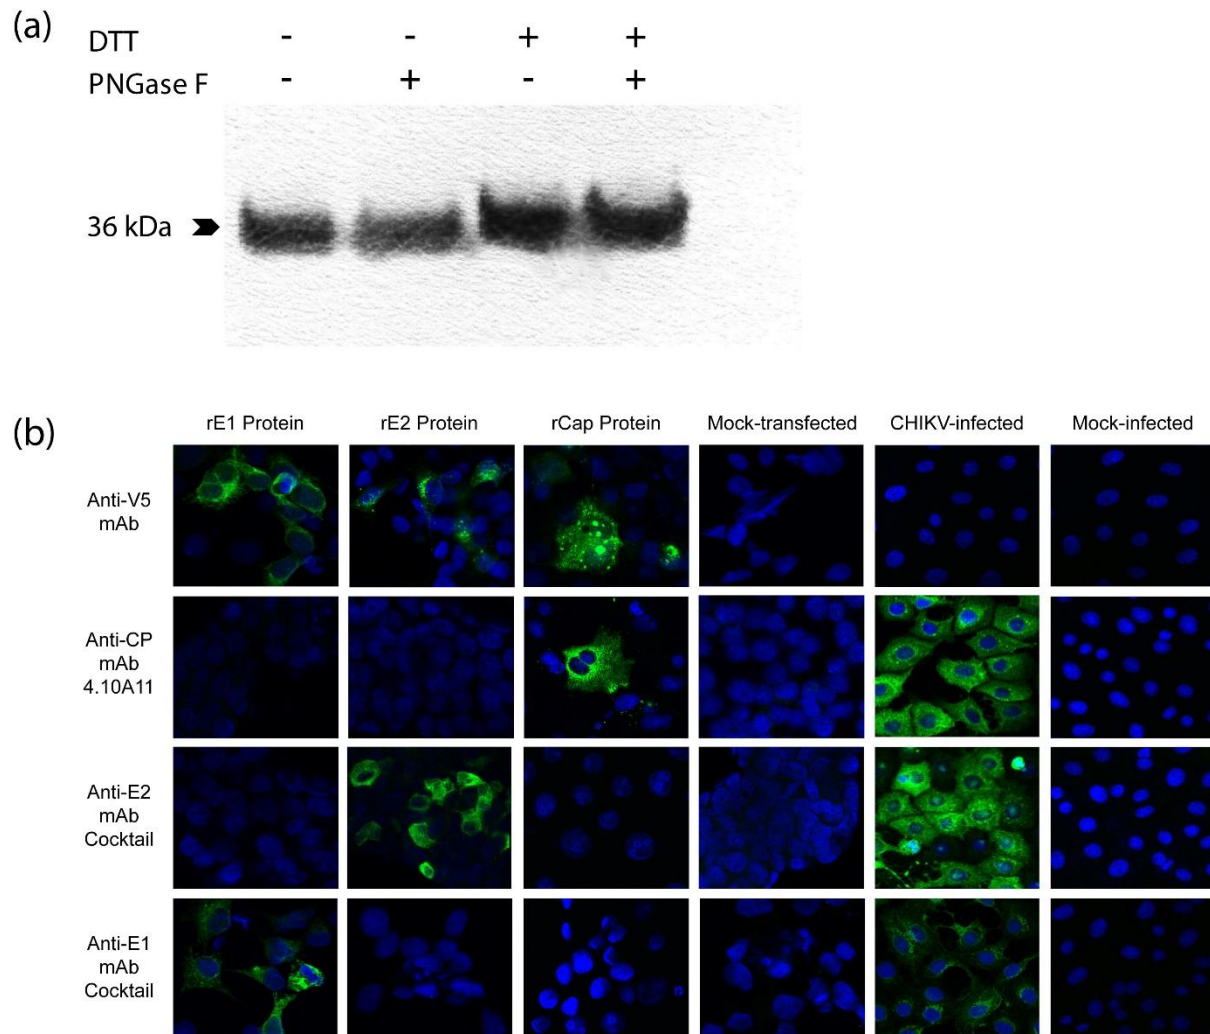 (a)
DTT - - + +
PNGase F - + - +
36 kDa
(b)
rE1 Protein rE2 Protein rCap Protein Mock-transfected CHIKV-infected Mock-infected
Anti-V5
mAb
Anti-CP
mAb
4.10A11
Anti-E2
mAb
Cocktail
Anti-E1
mAb
Cocktail